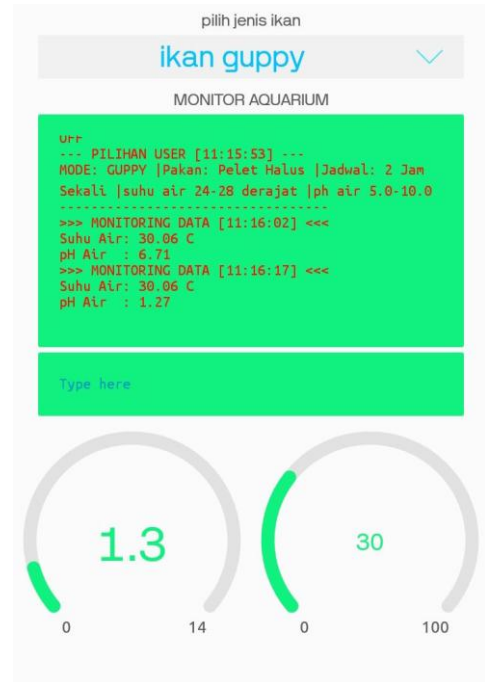 pilih jenis ikan
ikan guppy
MONITOR AQUARIUM
OFF
--- PILIHAN USER [11:15:53] ---
MODE: GUPPY |Pakan: Pelet Halus |Jadwal: 2 Jam
Sekali |suhu air 24-28 derajat |ph air 5.0-10.0
---------------------------------
>>> MONITORING DATA [11:16:02] <<<
Suhu Air: 30.06 C
pH Air  : 6.71
>>> MONITORING DATA [11:16:17] <<<
Suhu Air: 30.06 C
pH Air  : 1.27
Type here
1.3
30
0 14 0 100